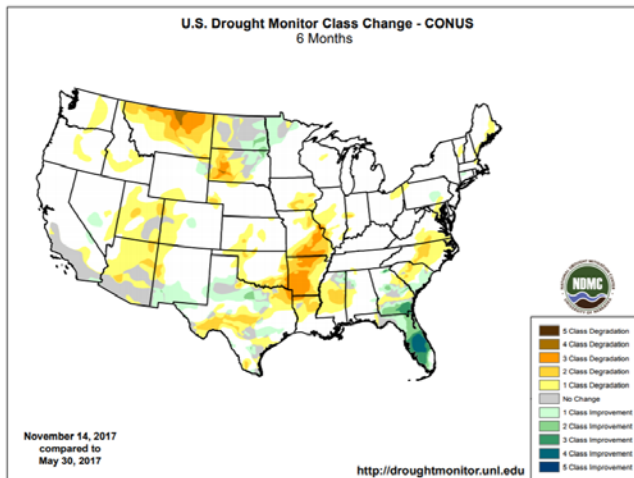 U.S. Drought Monitor Class Change - CONUS
6 Months
NDMC
5 Class Degradation
4 Class Degradation
3 Class Degradation
2 Class Degradation
1 Class Degradation
No Change
1 Class Improvement
2 Class Improvement
3 Class Improvement
4 Class Improvement
5 Class Improvement
November 14, 2017
compared to
May 30, 2017
http://droughtmonitor.unl.edu